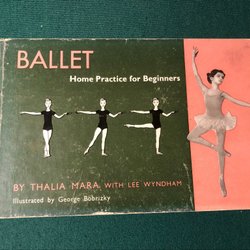 BALLET
Home Practice for Beginners
BY THALIA MARA WITH LEE WYNDHAM
Illustrated by George Bobrizky